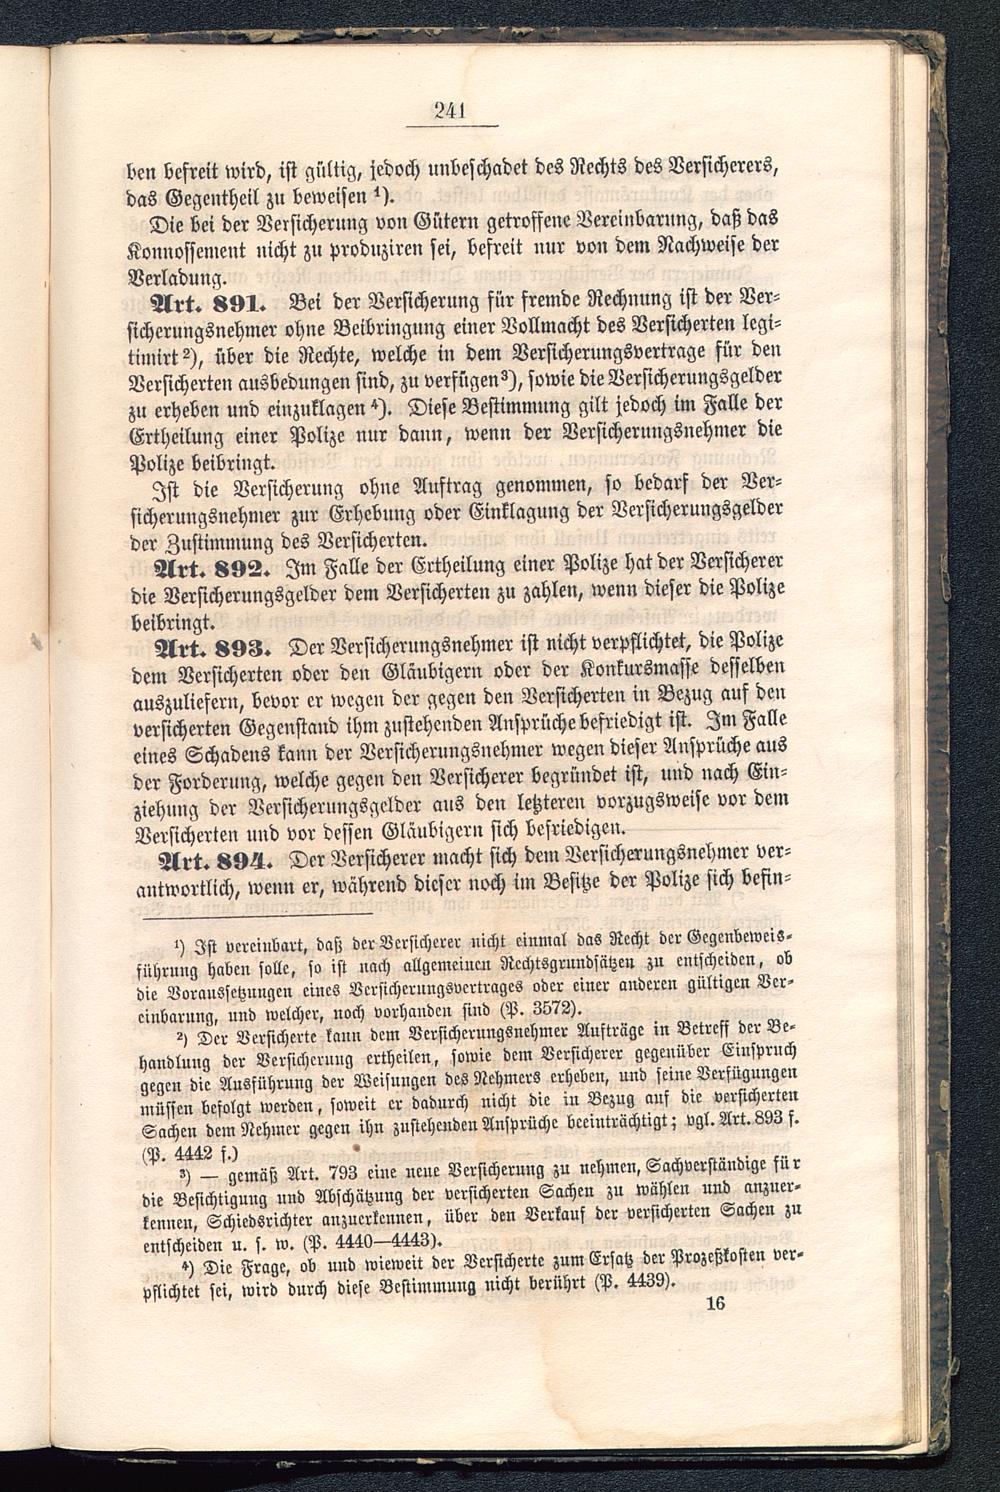 241
ben befreit wird, ist gültig, jedoch unbeschadet des Rechts des Versicherers,
das Gegentheil zu beweisen ¹).
Die bei der Versicherung von Gütern getroffene Vereinbarung, daß das
Konnossement nicht zu produziren sei, befreit nur von dem Nachweise der
Verladung.
Art. 891. Bei der Versicherung für fremde Rechnung ist der Ver-
sicherungsnehmer ohne Beibringung einer Vollmacht des Versicherten legi-
timirt ²), über die Rechte, welche in dem Versicherungsvertrage für den
Versicherten ausbedungen sind, zu verfügen ³), sowie die Versicherungsgelder
zu erheben und einzuklagen ⁴). Diese Bestimmung gilt jedoch im Falle der
Ertheilung einer Polize nur dann, wenn der Versicherungsnehmer die
Polize beibringt.
Ist die Versicherung ohne Auftrag genommen, so bedarf der Ver-
sicherungsnehmer zur Erhebung oder Einklagung der Versicherungsgelder
der Zustimmung des Versicherten.
Art. 892. Im Falle der Ertheilung einer Polize hat der Versicherer
die Versicherungsgelder dem Versicherten zu zahlen, wenn dieser die Polize
beibringt.
Art. 893. Der Versicherungsnehmer ist nicht verpflichtet, die Polize
dem Versicherten oder den Gläubigern oder der Konkursmasse desselben
auszuliefern, bevor er wegen der gegen den Versicherten in Bezug auf den
versicherten Gegenstand ihm zustehenden Ansprüche befriedigt ist. Im Falle
eines Schadens kann der Versicherungsnehmer wegen dieser Ansprüche aus
der Forderung, welche gegen den Versicherer begründet ist, und nach Ein-
ziehung der Versicherungsgelder aus den letzteren vorzugsweise vor dem
Versicherten und vor dessen Gläubigern sich befriedigen.
Art. 894. Der Versicherer macht sich dem Versicherungsnehmer ver-
antwortlich, wenn er, während dieser noch im Besitze der Polize sich befin-
¹) Ist vereinbart, daß der Versicherer nicht einmal das Recht der Gegenbeweis-
führung haben solle, so ist nach allgemeinen Rechtsgrundsätzen zu entscheiden, ob
die Voraussetzungen eines Versicherungsvertrages oder einer anderen gültigen Ver-
einbarung, und welcher, noch vorhanden sind (P. 3572).
²) Der Versicherte kann dem Versicherungsnehmer Aufträge in Betreff der Be-
handlung der Versicherung ertheilen, sowie dem Versicherer gegenüber Einspruch
gegen die Ausführung der Weisungen des Nehmers erheben, und seine Verfügungen
müssen befolgt werden, soweit er dadurch nicht die in Bezug auf die versicherten
Sachen dem Nehmer gegen ihn zustehenden Ansprüche beeinträchtigt; vgl. Art. 893 f.
(P. 4442 f.)
³) — gemäß Art. 793 eine neue Versicherung zu nehmen, Sachverständige für
die Besichtigung und Abschätzung der versicherten Sachen zu wählen und anzuer-
kennen, Schiedsrichter anzuerkennen, über den Verkauf der versicherten Sachen zu
entscheiden u. s. w. (P. 4440—4443).
⁴) Die Frage, ob und wieweit der Versicherte zum Ersatz der Prozeßkosten ver-
pflichtet sei, wird durch diese Bestimmung nicht berührt (P. 4439).
16